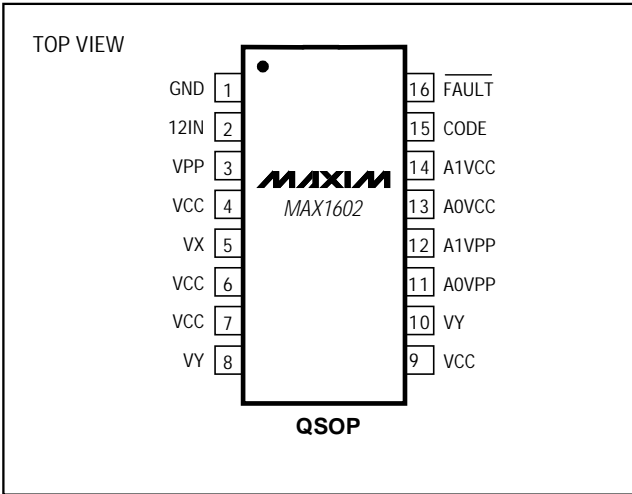 TOP VIEW
GND 1
12IN 2
VPP 3
VCC 4
VX 5
VCC 6
VCC 7
VY 8
MAXIM
MAX1602
16 FAULT
15 CODE
14 A1VCC
13 A0VCC
12 A1VPP
11 A0VPP
10 VY
9 VCC
QSOP